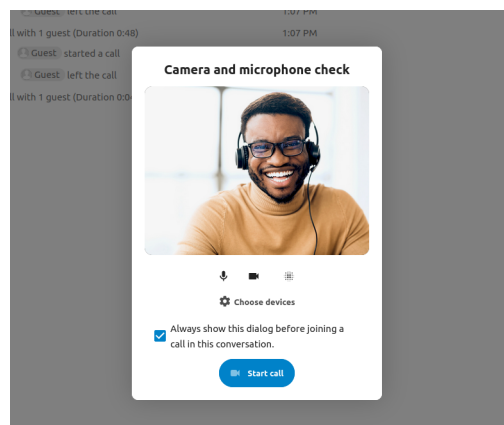 Guest left the call 1:07 PM
ll with 1 guest (Duration 0:48) 1:07 PM
Guest started a call
Guest left the call
ll with 1 guest (Duration 0:0
Camera and microphone check
Choose devices
Always show this dialog before joining a
call in this conversation.
Start call